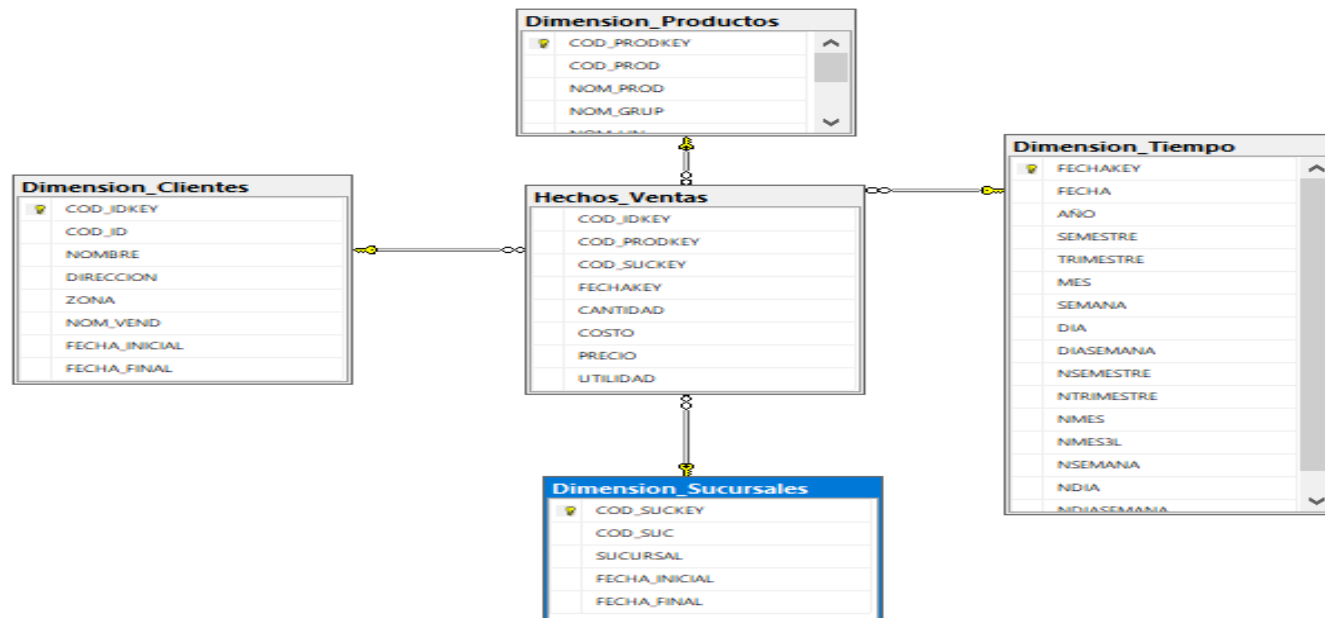 Dimension_Productos
COD_PRODKEY
COD_PROD
NOM_PROD
NOM_GRUP
Dimension_Clientes
COD_IDKEY
COD_ID
NOMBRE
DIRECCION
ZONA
NOM_VEND
FECHA_INICIAL
FECHA_FINAL
Hechos_Ventas
COD_IDKEY
COD_PRODKEY
COD_SUCKEY
FECHAKEY
CANTIDAD
COSTO
PRECIO
UTILIDAD
Dimension_Tiempo
FECHAKEY
FECHA
AÑO
SEMESTRE
TRIMESTRE
MES
SEMANA
DIA
DIASEMANA
NSEMESTRE
NTRIMESTRE
NMES
NMES3L
NSEMANA
NDIA
NDIASEMANA
Dimension_Sucursales
COD_SUCKEY
COD_SUC
SUCURSAL
FECHA_INICIAL
FECHA_FINAL